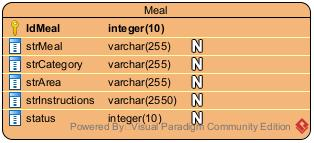 Meal
IdMeal integer(10)
strMeal varchar(255) N
strCategory varchar(255) N
strArea varchar(255) N
strInstructions varchar(2550) N
status integer(10) N
Powered By: Visual Paradigm Community Edition